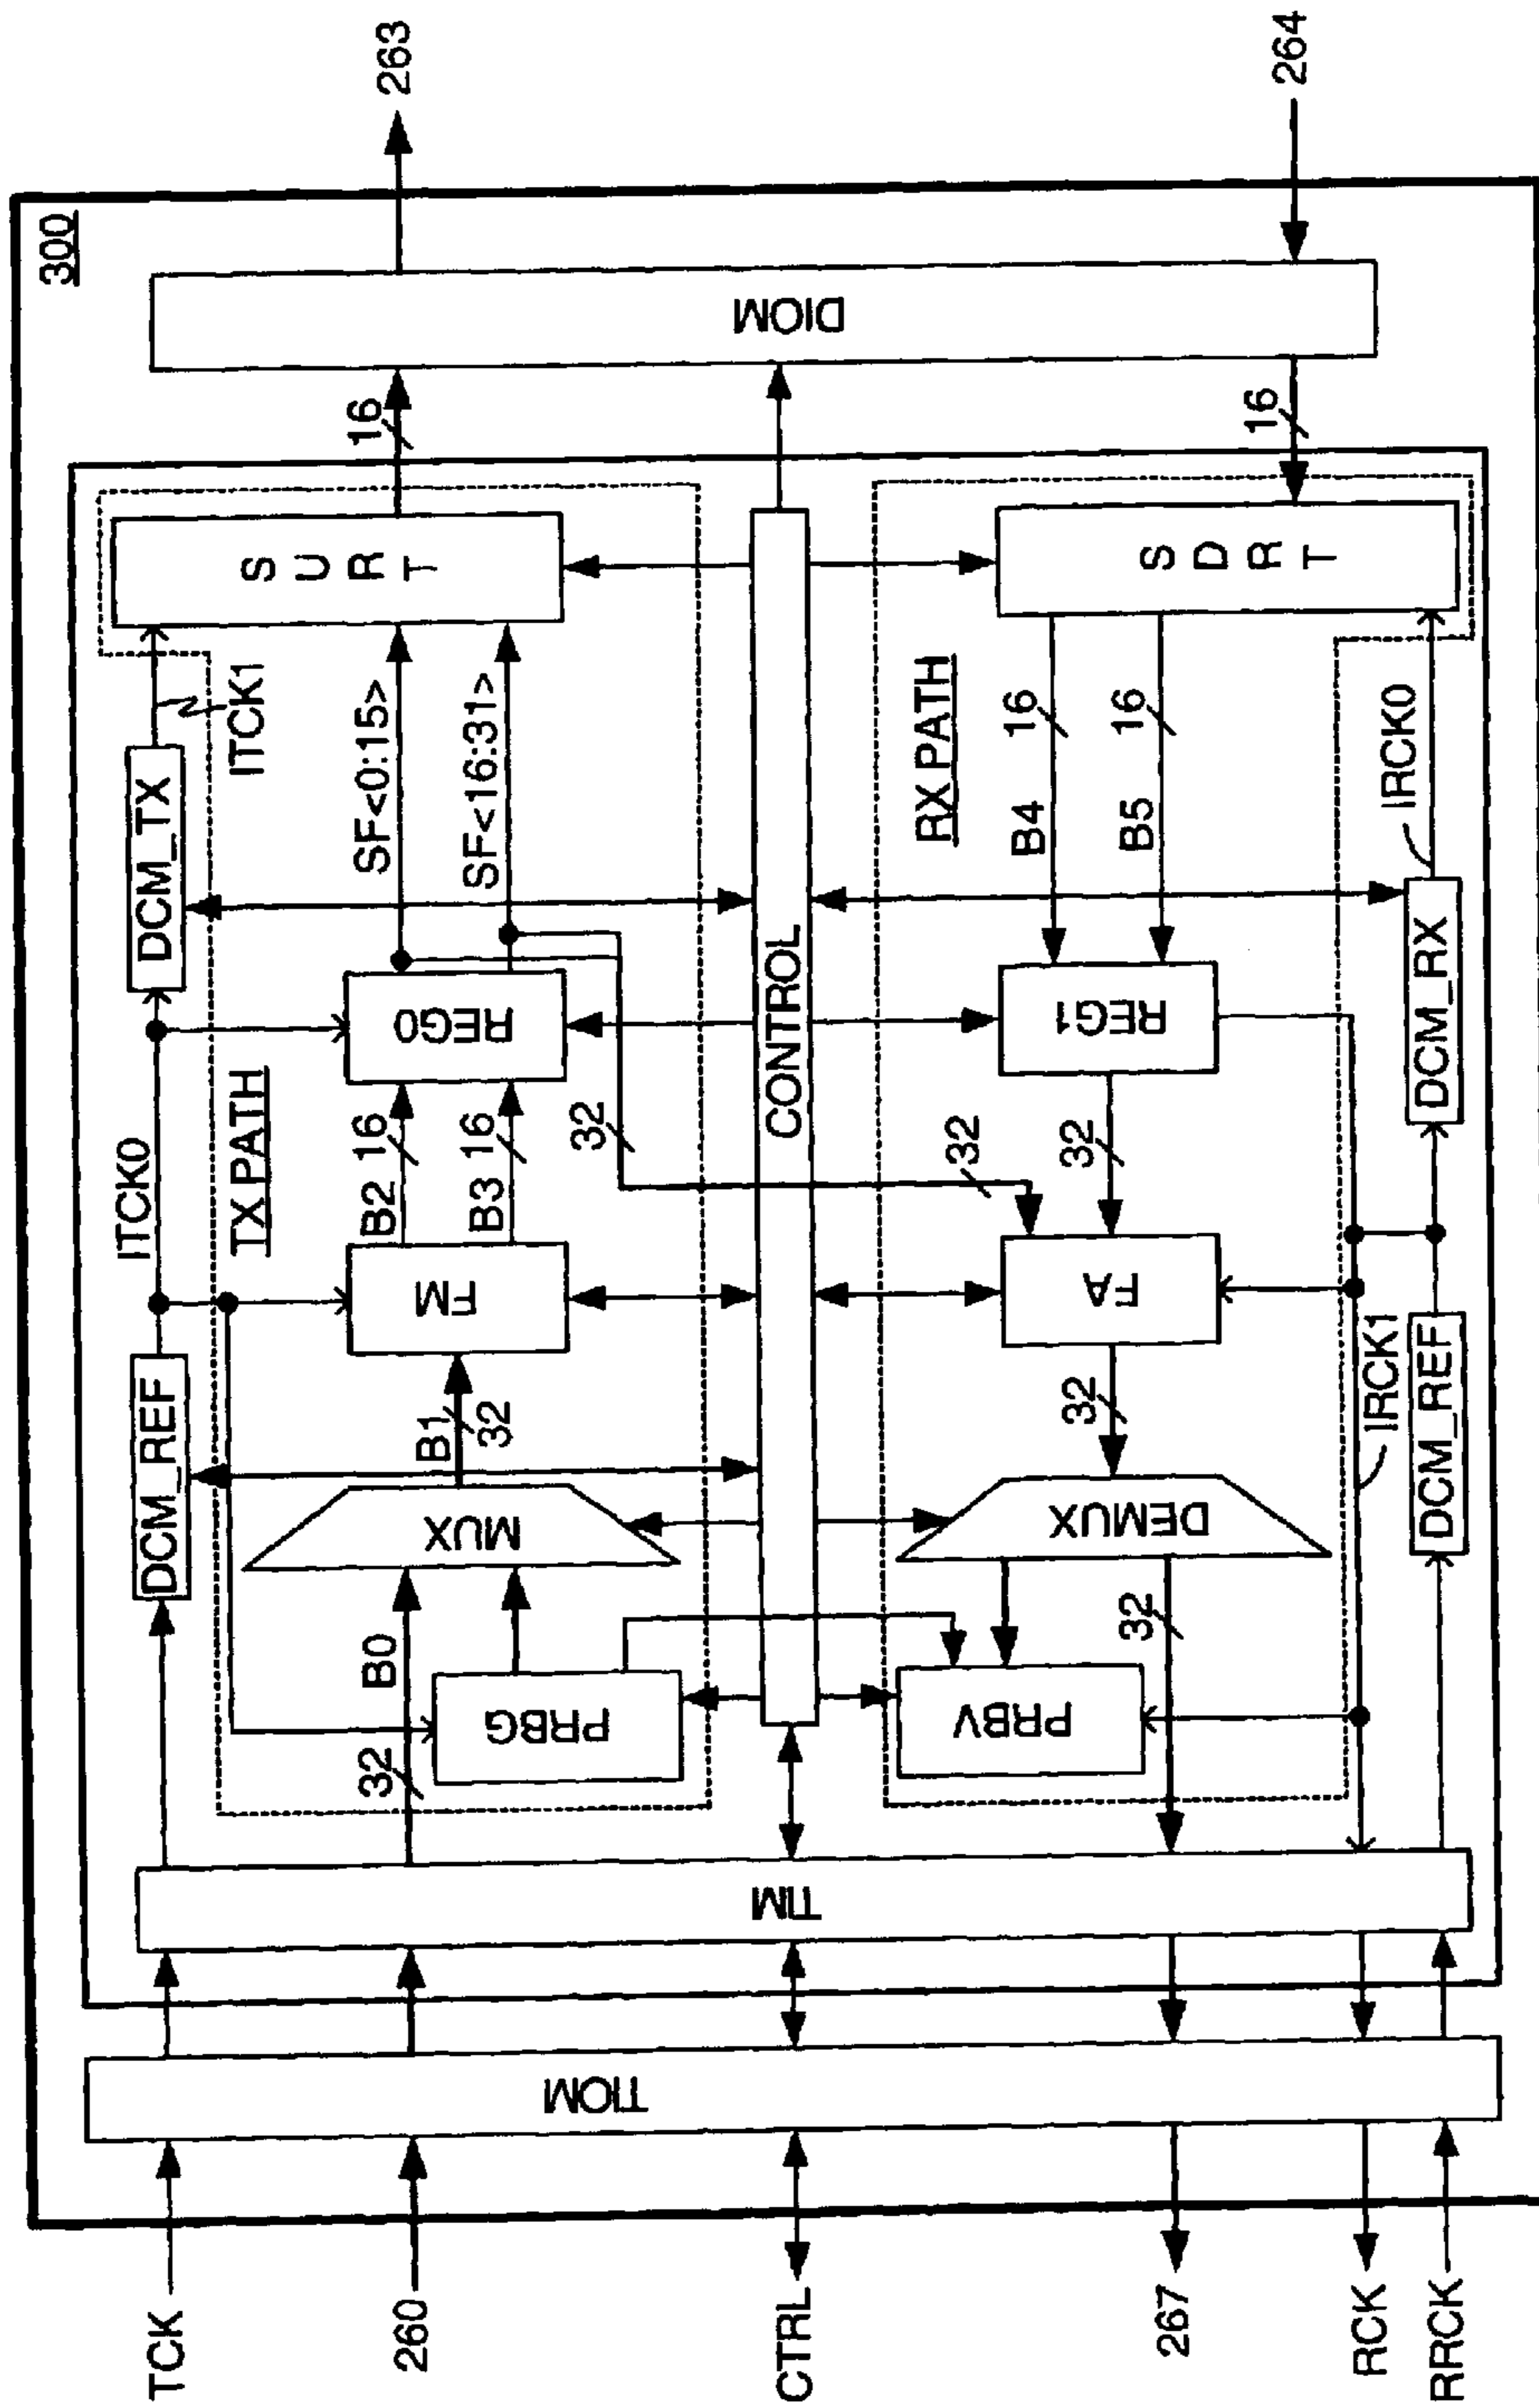 300
TCK
260
CTRL
267
RCK
RRCK
263
264
TIOM
TIM
DIOM
DCM_REF
ITCK0
DCM_TX
ITCK1
TX PATH
B0
32
PRBG
MUX
B1
32
FM
B2
16
B3
16
REG0
SF<0:15>
SF<16:31>
32
S
U
R
T
16
CONTROL
32
RX PATH
PRBV
32
DEMUX
32
FA
32
REG1
B4
16
B5
16
S
D
R
T
16
IRCK1
DCM_REF
DCM_RX
IRCK0